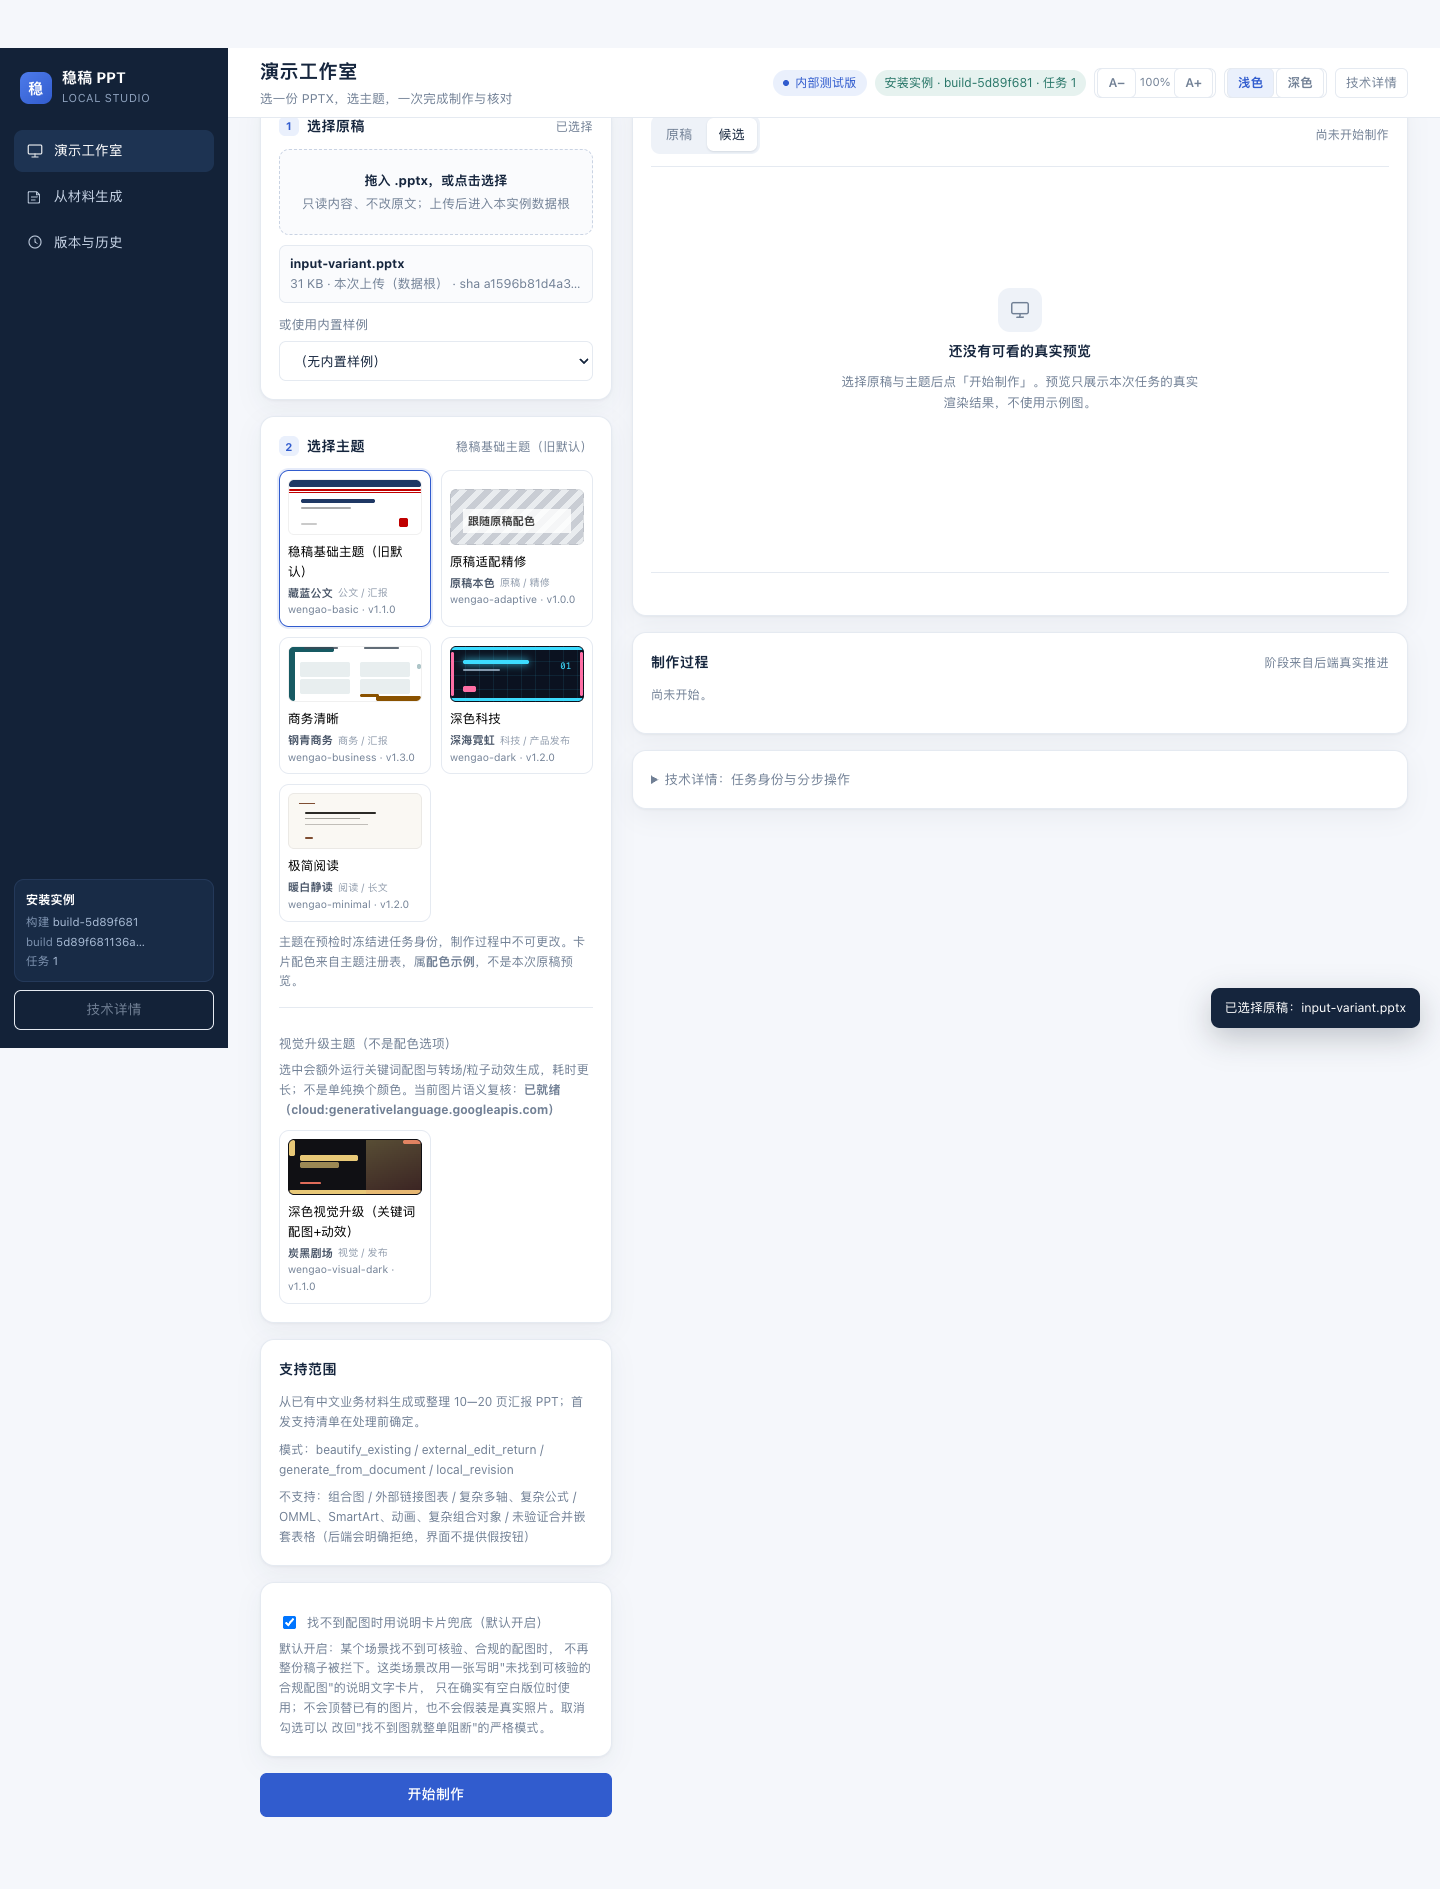 稳
稳稿 PPT
LOCAL STUDIO
演示工作室
从材料生成
版本与历史
安装实例
构建 build-5d89f681
build 5d89f681136a...
任务 1
技术详情
演示工作室
选一份 PPTX，选主题，一次完成制作与核对
内部测试版
安装实例 · build-5d89f681 · 任务 1
A−
100%
A+
浅色
深色
技术详情
1 选择原稿
已选择
拖入 .pptx，或点击选择
只读内容、不改原文；上传后进入本实例数据根
input-variant.pptx
31 KB · 本次上传（数据根） · sha a1596b81d4a3...
或使用内置样例
（无内置样例）
2 选择主题
稳稿基础主题（旧默认）
稳稿基础主题（旧默
认）
藏蓝公文 公文 / 汇报
wengao-basic · v1.1.0
跟随原稿配色
原稿适配精修
原稿本色 原稿 / 精修
wengao-adaptive · v1.0.0
商务清晰
钢青商务 商务 / 汇报
wengao-business · v1.3.0
01
深色科技
深海霓虹 科技 / 产品发布
wengao-dark · v1.2.0
极简阅读
暖白静读 阅读 / 长文
wengao-minimal · v1.2.0
主题在预检时冻结进任务身份，制作过程中不可更改。卡
片配色来自主题注册表，属配色示例，不是本次原稿预
览。
视觉升级主题（不是配色选项）
选中会额外运行关键词配图与转场/粒子动效生成，耗时更
长；不是单纯换个颜色。当前图片语义复核：已就绪
（cloud:generativelanguage.googleapis.com）
深色视觉升级（关键词
配图+动效）
炭黑剧场 视觉 / 发布
wengao-visual-dark ·
v1.1.0
支持范围
从已有中文业务材料生成或整理 10—20 页汇报 PPT；首
发支持清单在处理前确定。
模式：beautify_existing / external_edit_return /
generate_from_document / local_revision
不支持：组合图 / 外部链接图表 / 复杂多轴、复杂公式 /
OMML、SmartArt、动画、复杂组合对象 / 未验证合并嵌
套表格（后端会明确拒绝，界面不提供假按钮）
找不到配图时用说明卡片兜底（默认开启）
默认开启：某个场景找不到可核验、合规的配图时， 不再
整份稿子被拦下。这类场景改用一张写明"未找到可核验的
合规配图"的说明文字卡片， 只在确实有空白版位时使
用；不会顶替已有的图片，也不会假装是真实照片。取消
勾选可以 改回"找不到图就整单阻断"的严格模式。
开始制作
原稿
候选
尚未开始制作
还没有可看的真实预览
选择原稿与主题后点「开始制作」。预览只展示本次任务的真实
渲染结果，不使用示例图。
制作过程
阶段来自后端真实推进
尚未开始。
技术详情：任务身份与分步操作
已选择原稿：input-variant.pptx